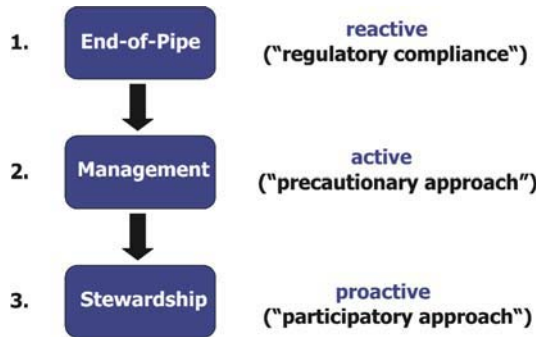 1. End-of-Pipe reactive
(“regulatory compliance“)
2. Management active
(“precautionary approach”)
3. Stewardship proactive
(“participatory approach“)